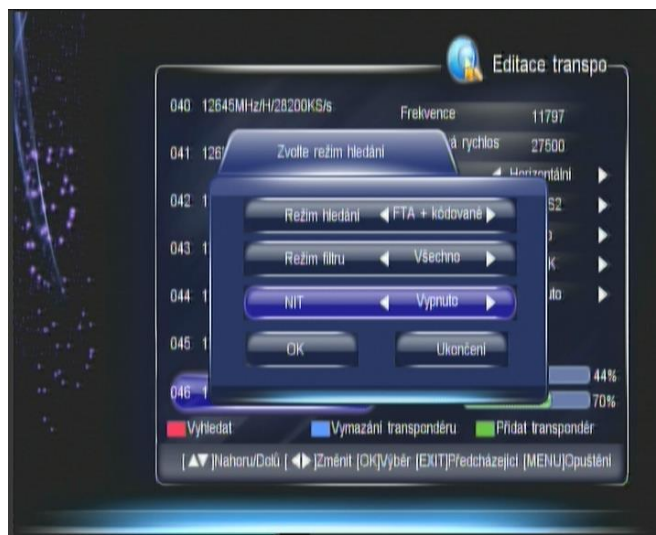 Editace transpo
040 12645MHz/H/28200KS/s
Frekvence 11797
041 126
á rychlos 27500
Zvolte režim hledání
Horizontální
042 1
S2
Režim hledání FTA + kódované
043 1
Režim filtru Všechno
K
044 1
NIT Vypnuto
uto
045 1
OK Ukončení
44%
046 1
70%
Vyhledat Vymazání transpondéru Přidat transpondér
[ ▲▼ ]Nahoru/Dolů [ ◀▶ ]Změnit [OK]Výběr [EXIT]Předcházející [MENU]Opuštění